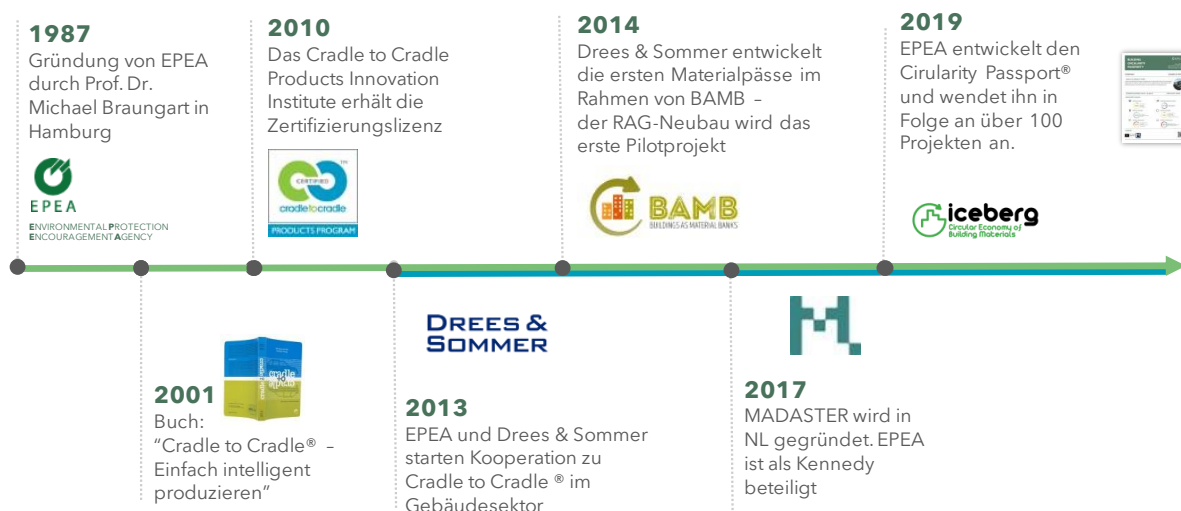 1987
Gründung von EPEA
durch Prof. Dr.
Michael Braungart in
Hamburg
EPEA
ENVIRONMENTAL PROTECTION
ENCOURAGEMENT AGENCY
2010
Das Cradle to Cradle
Products Innovation
Institute erhält die
Zertifizierungslizenz
CERTIFIED
cradletocradle
PRODUCTS PROGRAM
2014
Drees & Sommer entwickelt
die ersten Materialpässe im
Rahmen von BAMB –
der RAG-Neubau wird das
erste Pilotprojekt
BAMB
BUILDINGS AS MATERIAL BANKS
2019
EPEA entwickelt den
Cirularity Passport®
und wendet ihn in
Folge an über 100
Projekten an.
iceberg
Circular Economy of
Building Materials
2001
Buch:
“Cradle to Cradle® –
Einfach intelligent
produzieren”
DREES &
SOMMER
2013
EPEA und Drees & Sommer
starten Kooperation zu
Cradle to Cradle ® im
Gebäudesektor
2017
MADASTER wird in
NL gegründet. EPEA
ist als Kennedy
beteiligt